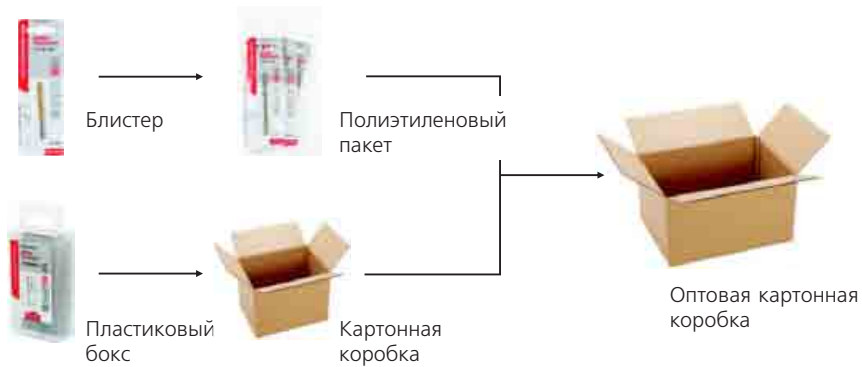 Блистер
Полиэтиленовый
пакет
Пластиковый
бокс
Картонная
коробка
Оптовая картонная
коробка